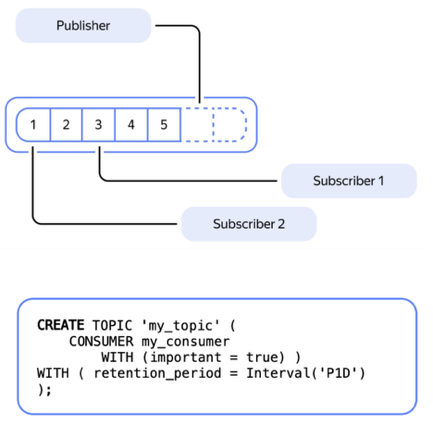 Publisher
1 2 3 4 5
Subscriber 1
Subscriber 2
CREATE TOPIC 'my_topic' (
    CONSUMER my_consumer
        WITH (important = true) )
WITH ( retention_period = Interval('P1D')
);